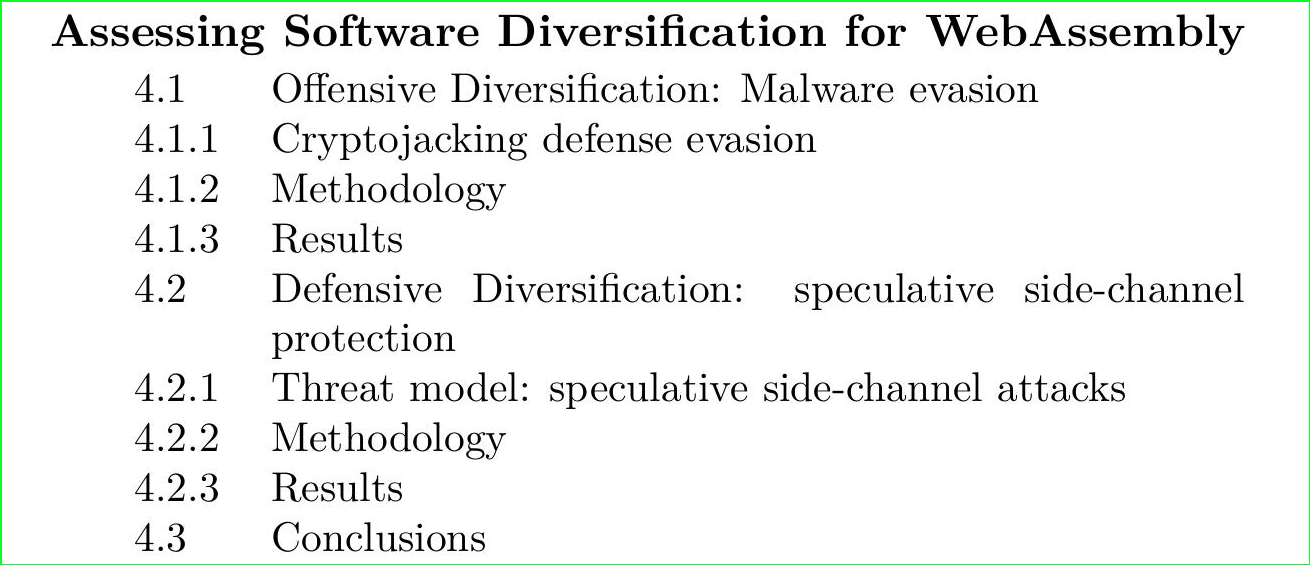 Assessing Software Diversification for WebAssembly
4.1 Offensive Diversification: Malware evasion
4.1.1 Cryptojacking defense evasion
4.1.2 Methodology
4.1.3 Results
4.2 Defensive Diversification: speculative side-channel
protection
4.2.1 Threat model: speculative side-channel attacks
4.2.2 Methodology
4.2.3 Results
4.3 Conclusions